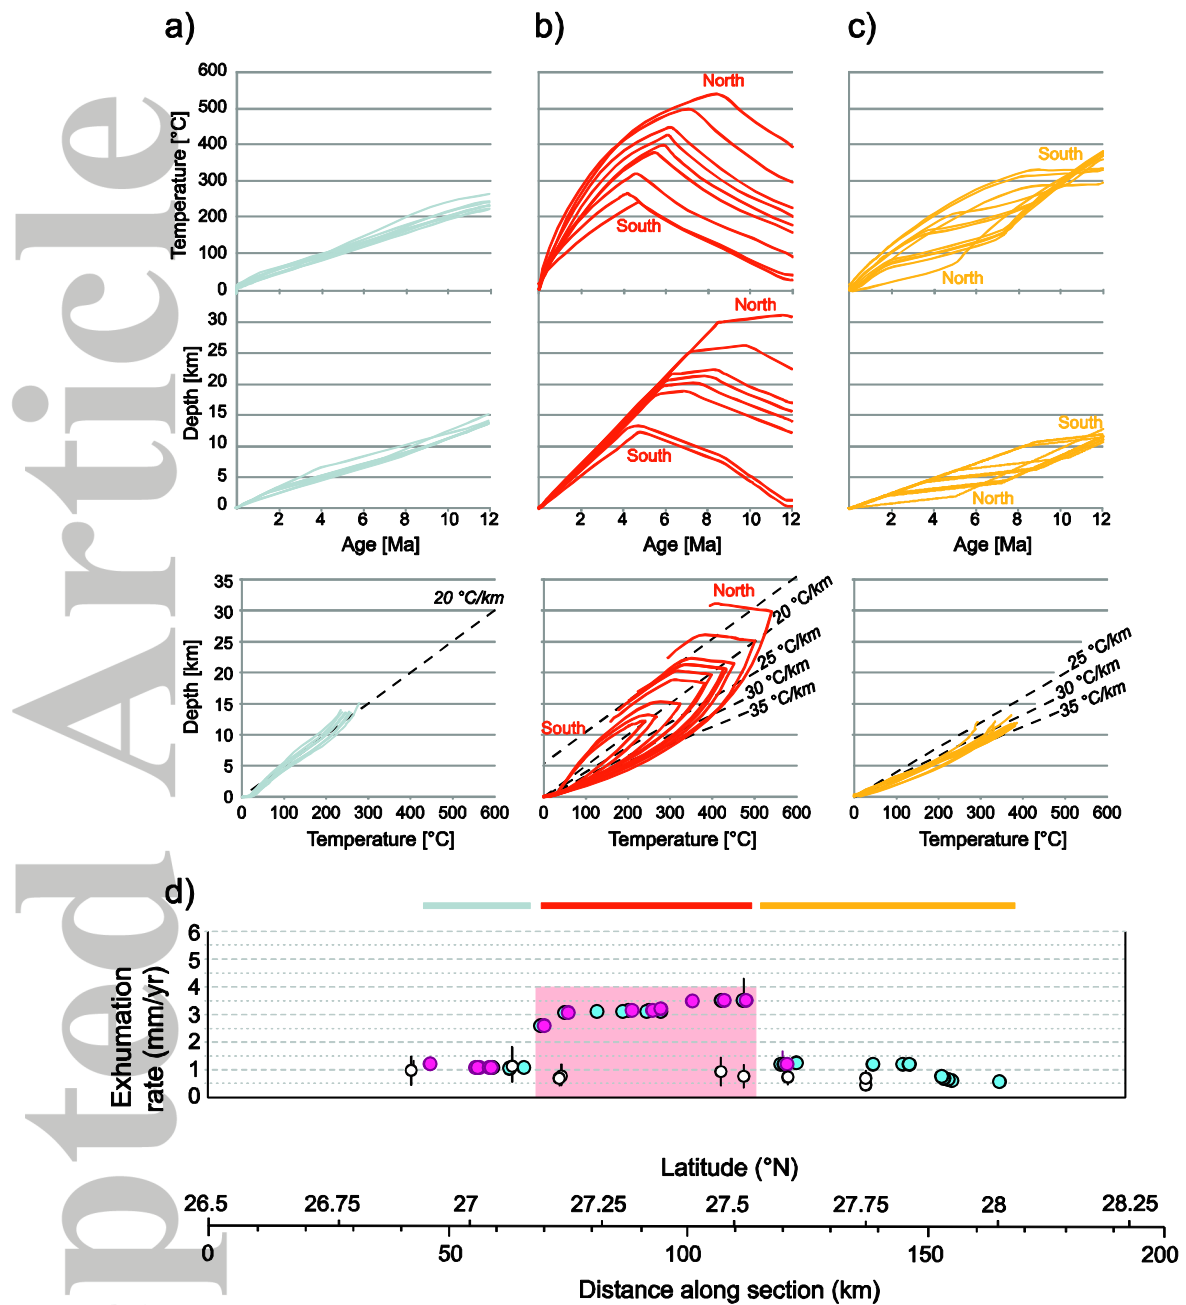 a)
b)
c)
Temperature [°C]
600
500
400
300
200
100
0
North
South
South
North
Depth [km]
30
25
20
15
10
5
0
North
South
South
North
2 4 6 8 10 12
Age [Ma]
2 4 6 8 10 12
Age [Ma]
2 4 6 8 10 12
Age [Ma]
Depth [km]
35
30
25
20
15
10
5
0
20 °C/km
North
South
20 °C/km
25 °C/km
30 °C/km
35 °C/km
25 °C/km
30 °C/km
35 °C/km
0 100 200 300 400 500 600
Temperature [°C]
0 100 200 300 400 500 600
Temperature [°C]
0 100 200 300 400 500 600
Temperature [°C]
d)
Exhumation
rate (mm/yr)
6
5
4
3
2
1
0
Latitude (°N)
26.5 26.75 27 27.25 27.5 27.75 28 28.25
0 50 100 150 200
Distance along section (km)
pted Article